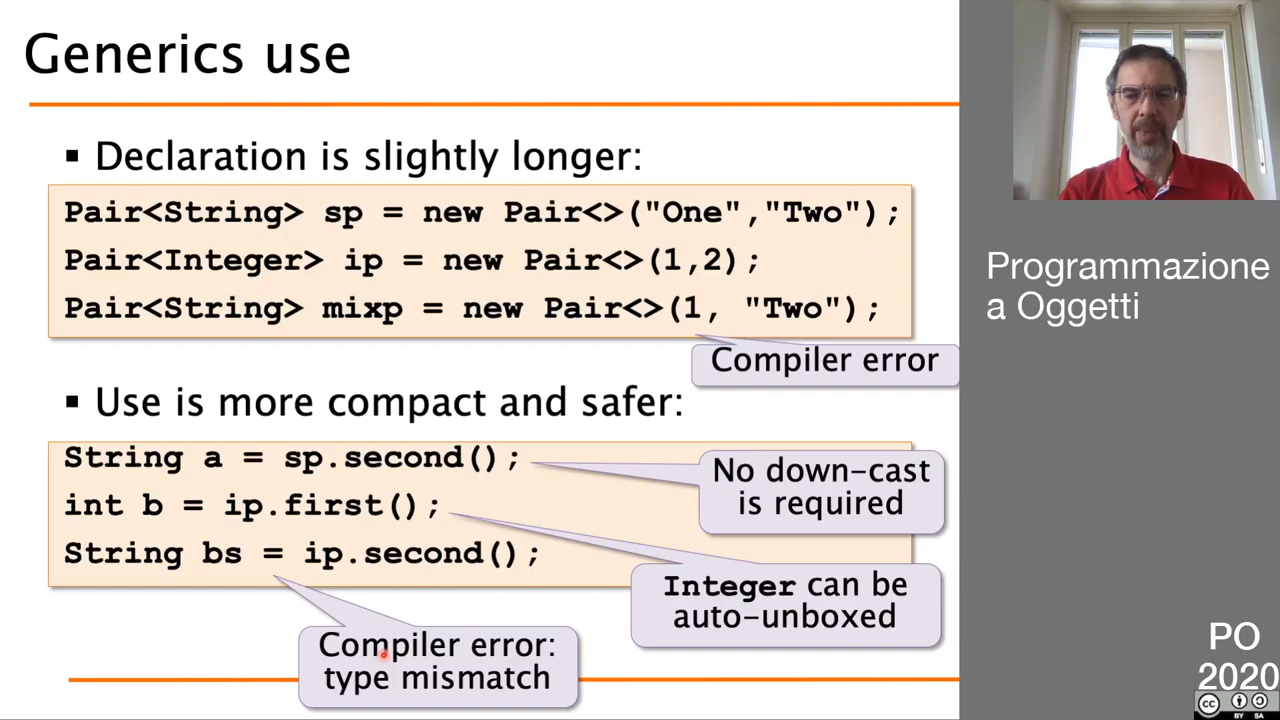 Generics use
▪ Declaration is slightly longer:
Pair<String> sp = new Pair<>("One","Two");
Pair<Integer> ip = new Pair<>(1,2);
Pair<String> mixp = new Pair<>(1, "Two");
Compiler error
▪ Use is more compact and safer:
String a = sp.second();
int b = ip.first();
String bs = ip.second();
No down-cast
is required
Integer can be
auto-unboxed
Compiler error:
type mismatch
Programmazione
a Oggetti
PO
2020
cc
BY SA